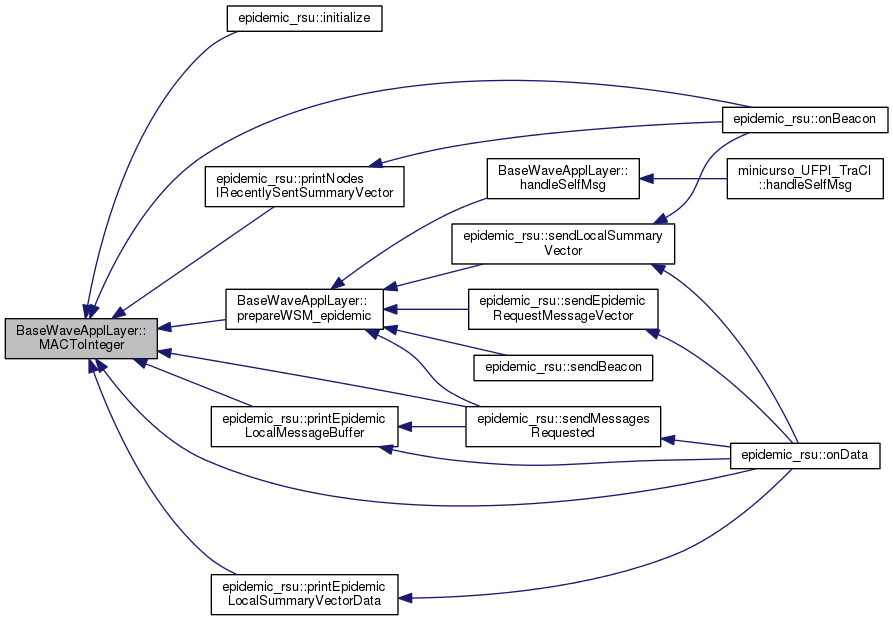 epidemic_rsu::initialize
epidemic_rsu::onBeacon
epidemic_rsu::printNodes
IRecentlySentSummaryVector
BaseWaveApplLayer::
handleSelfMsg
minicurso_UFPI_TraCI
::handleSelfMsg
epidemic_rsu::sendLocalSummary
Vector
BaseWaveApplLayer::
prepareWSM_epidemic
epidemic_rsu::sendEpidemic
RequestMessageVector
BaseWaveApplLayer::
MACToInteger
epidemic_rsu::sendBeacon
epidemic_rsu::printEpidemic
LocalMessageBuffer
epidemic_rsu::sendMessages
Requested
epidemic_rsu::onData
epidemic_rsu::printEpidemic
LocalSummaryVectorData